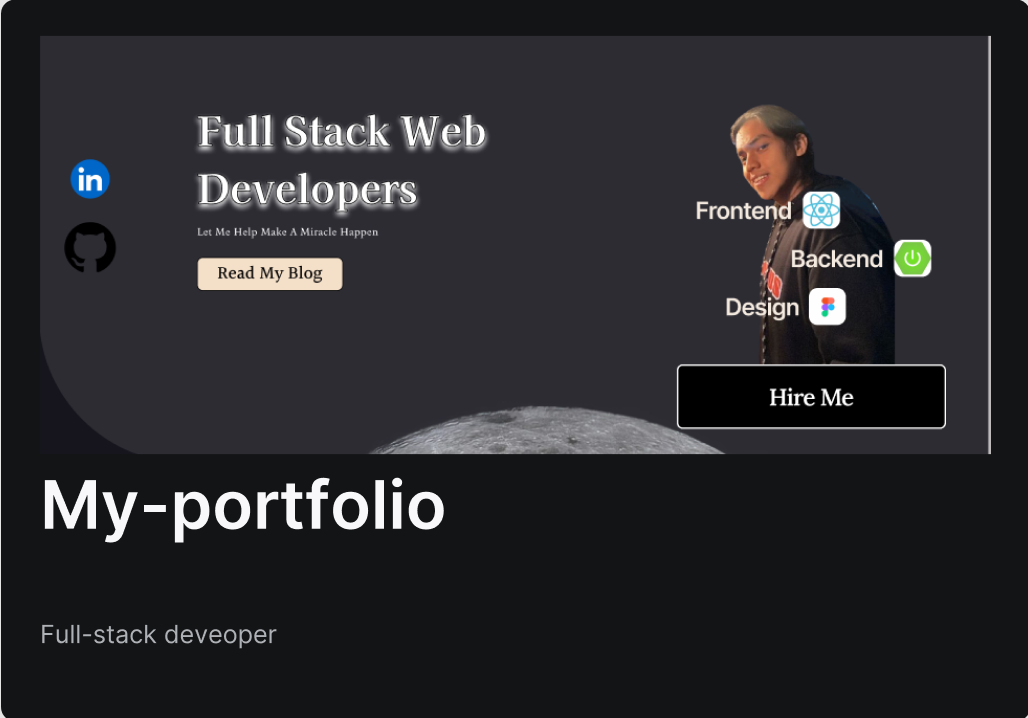 Full Stack Web
Developers
Let Me Help Make A Miracle Happen
Read My Blog
in
Frontend
Backend
Design
Hire Me
My-portfolio
Full-stack deveoper